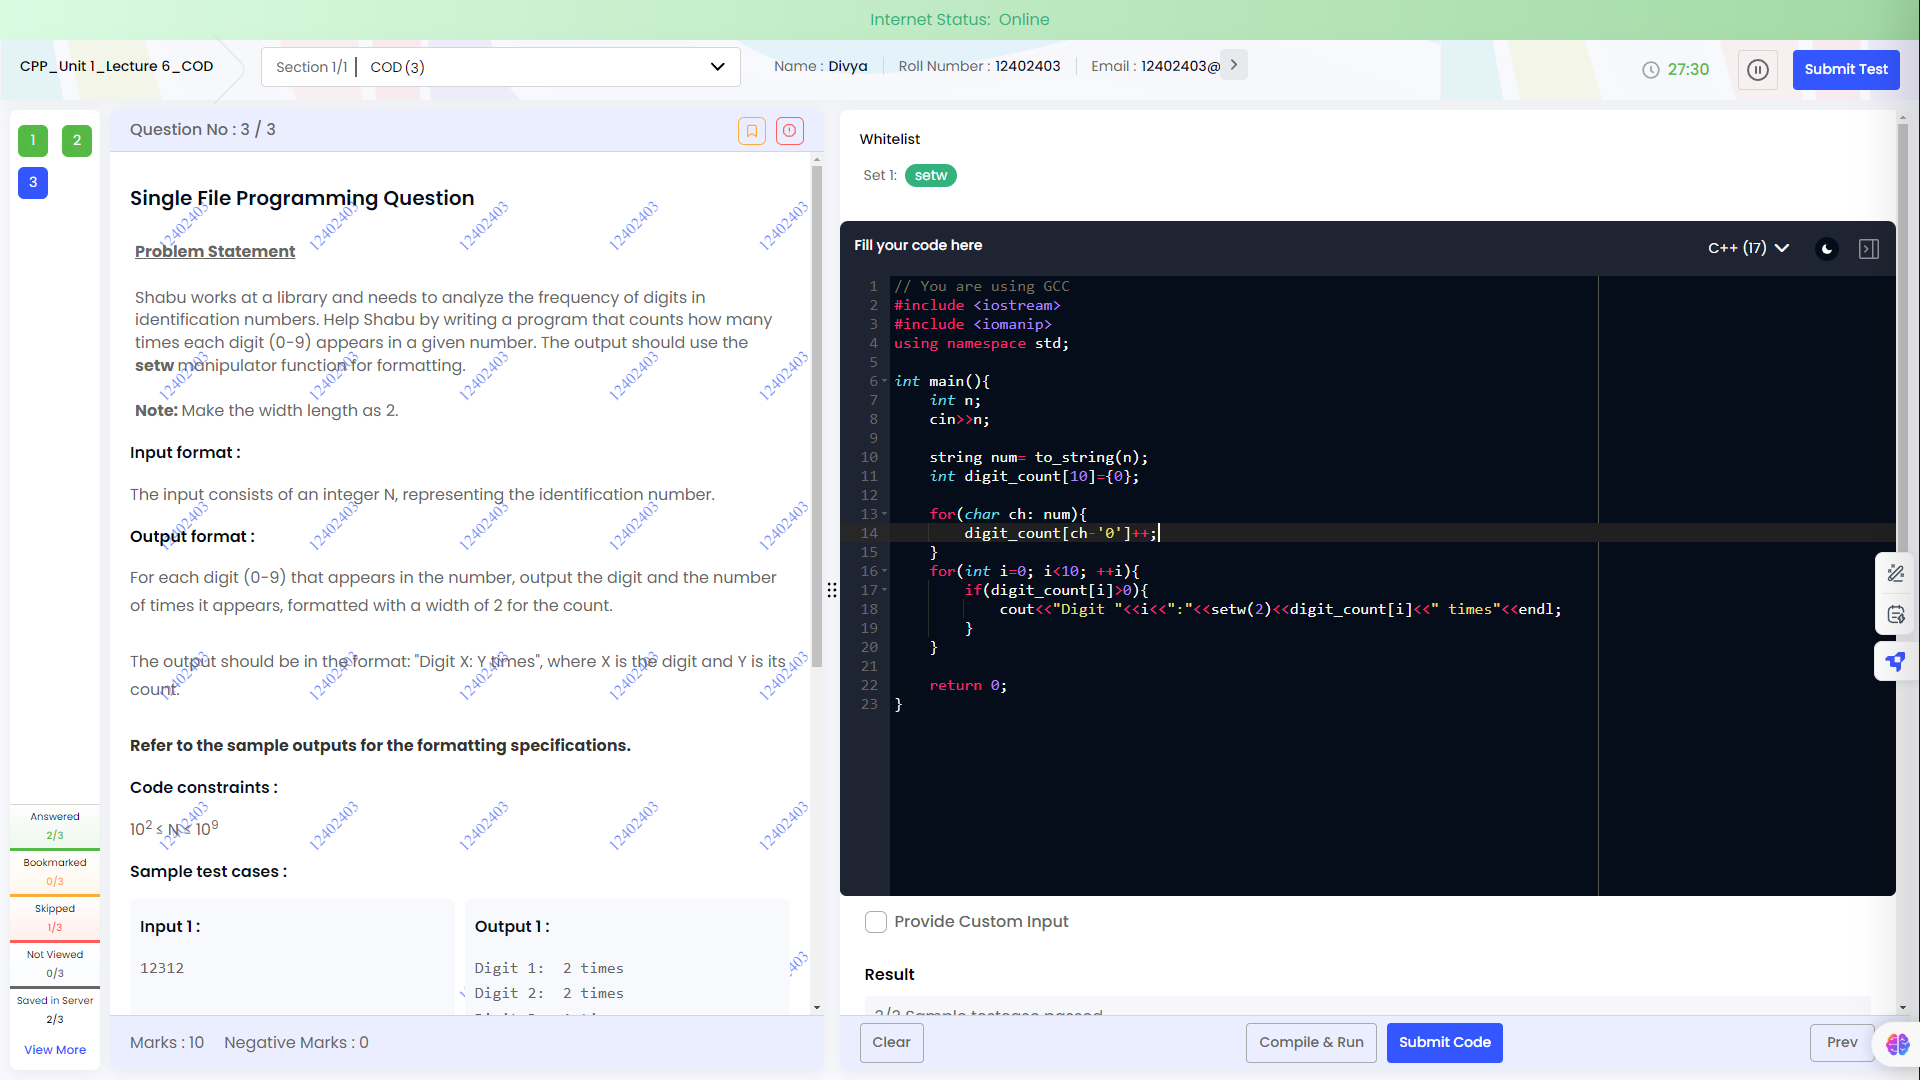 Internet Status: Online
CPP_Unit 1_Lecture 6_COD
Section 1/1 | COD (3)
Name : Divya
Roll Number : 12402403
Email : 12402403@
27:30
Submit Test
1
2
3
Question No : 3 / 3
Single File Programming Question
Problem Statement
Shabu works at a library and needs to analyze the frequency of digits in
identification numbers. Help Shabu by writing a program that counts how many
times each digit (0-9) appears in a given number. The output should use the
setw manipulator function for formatting.
Note: Make the width length as 2.
Input format :
The input consists of an integer N, representing the identification number.
Output format :
For each digit (0-9) that appears in the number, output the digit and the number
of times it appears, formatted with a width of 2 for the count.
The output should be in the format: "Digit X: Y times", where X is the digit and Y is its
count.
Refer to the sample outputs for the formatting specifications.
Code constraints :
10² ≤ N ≤ 10⁹
Sample test cases :
Input 1 :
12312
Output 1 :
Digit 1:  2 times
Digit 2:  2 times
12402403
Marks : 10
Negative Marks : 0
Answered
2/3
Bookmarked
0/3
Skipped
1/3
Not Viewed
0/3
Saved in Server
2/3
View More
Whitelist
Set 1: setw
Fill your code here
C++ (17)
1 // You are using GCC
2 #include <iostream>
3 #include <iomanip>
4 using namespace std;
5
6 int main(){
7     int n;
8     cin>>n;
9
10     string num= to_string(n);
11     int digit_count[10]={0};
12
13     for(char ch: num){
14         digit_count[ch-'0']++;
15     }
16     for(int i=0; i<10; ++i){
17         if(digit_count[i]>0){
18             cout<<"Digit "<<i<<":"<<setw(2)<<digit_count[i]<<" times"<<endl;
19         }
20     }
21
22     return 0;
23 }
Provide Custom Input
Result
Sample testcase passed
Clear
Compile & Run
Submit Code
Prev